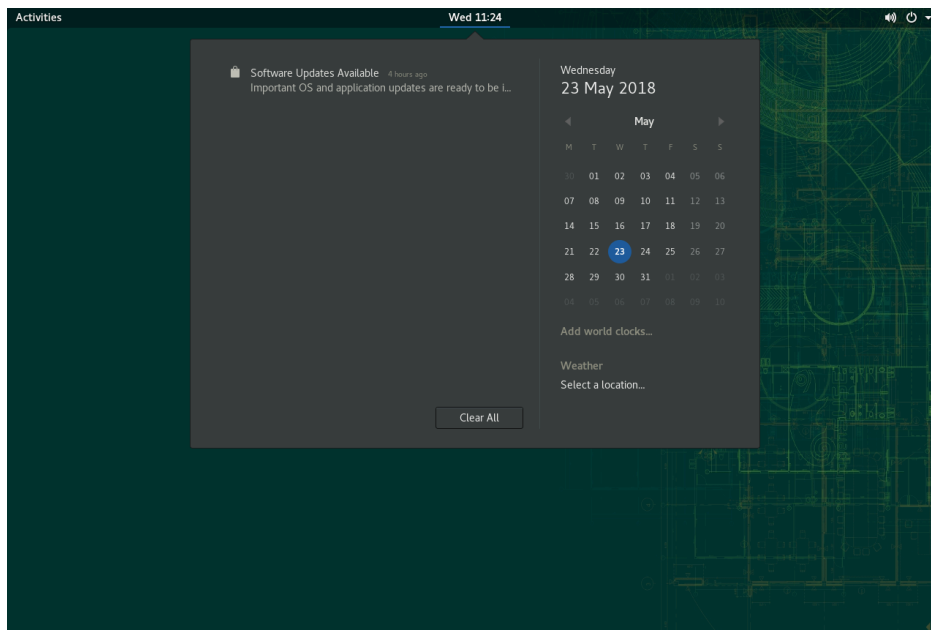 Activities
Wed 11:24
Software Updates Available 4 hours ago
Important OS and application updates are ready to be i...
Clear All
Wednesday
23 May 2018
May
M T W T F S S
30 01 02 03 04 05 06
07 08 09 10 11 12 13
14 15 16 17 18 19 20
21 22 23 24 25 26 27
28 29 30 31 01 02 03
04 05 06 07 08 09 10
Add world clocks...
Weather
Select a location...